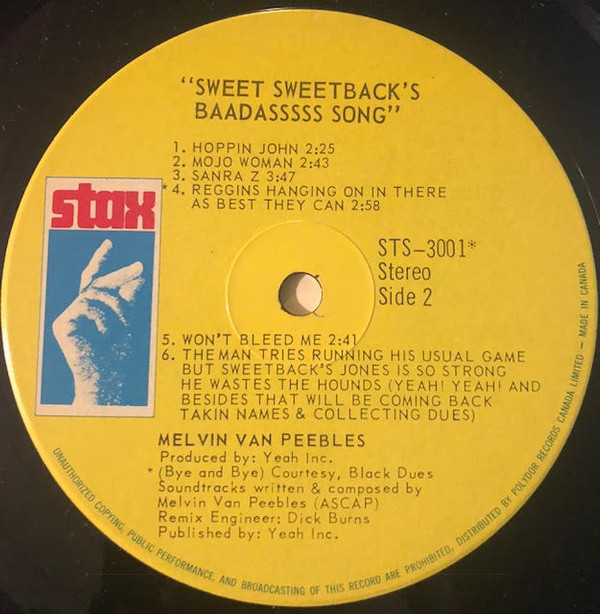 "SWEET SWEETBACK'S
BAADASSSSS SONG"
1. HOPPIN JOHN 2:25
2. MOJO WOMAN 2:43
3. SANRA Z 3:47
*4. REGGINS HANGING ON IN THERE
AS BEST THEY CAN 2:58
stax
STS-3001*
Stereo
Side 2
5. WON'T BLEED ME 2:41
6. THE MAN TRIES RUNNING HIS USUAL GAME
BUT SWEETBACK'S JONES IS SO STRONG
HE WASTES THE HOUNDS (YEAH! YEAH! AND
BESIDES THAT WILL BE COMING BACK
TAKIN NAMES & COLLECTING DUES)
MELVIN VAN PEEBLES
Produced by: Yeah Inc.
*(Bye and Bye) Courtesy, Black Dues
Soundtracks written & composed by
Melvin Van Peebles (ASCAP)
Remix Engineer: Dick Burns
Published by: Yeah Inc.
UNAUTHORIZED COPYING, PUBLIC PERFORMANCE, AND BROADCASTING OF THIS RECORD ARE PROHIBITED. DISTRIBUTED BY POLYDOR RECORDS CANADA LIMITED – MADE IN CANADA